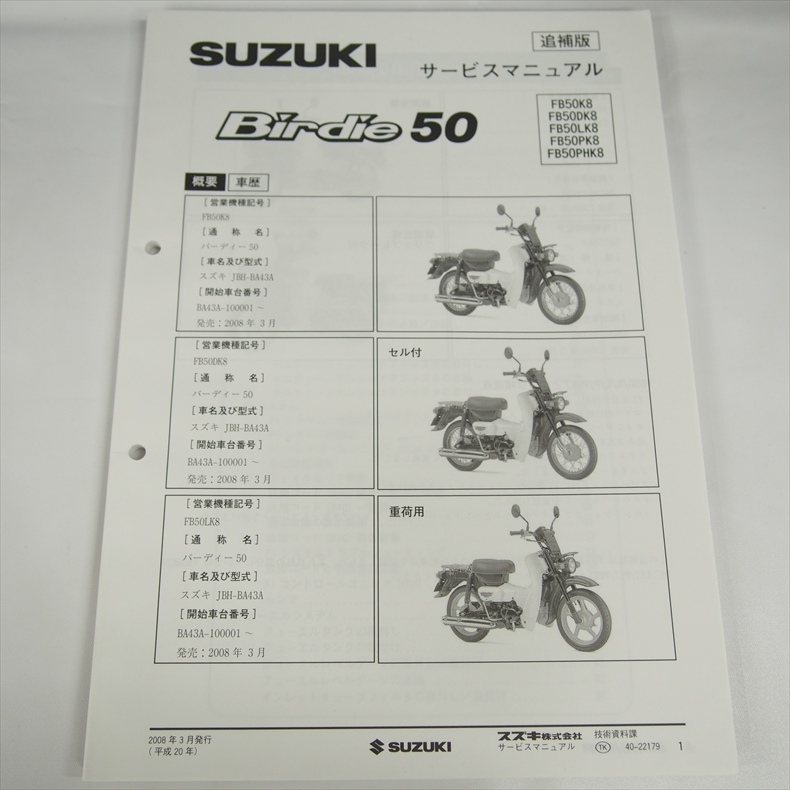 SUZUKI
追補版
サービスマニュアル
Birdie 50
FB50K8
FB50DK8
FB50LK8
FB50PK8
FB50PHK8
概要 車歴
[営業機種記号]
FB50K8
[通 称 名]
バーディー50
[車名及び型式]
スズキ JBH-BA43A
[開始車台番号]
BA43A-100001～
発売：2008年3月
[営業機種記号]
FB50DK8
[通 称 名]
バーディー50
[車名及び型式]
スズキ JBH-BA43A
[開始車台番号]
BA43A-100001～
発売：2008年3月
セル付
[営業機種記号]
FB50LK8
[通 称 名]
バーディー50
[車名及び型式]
スズキ JBH-BA43A
[開始車台番号]
BA43A-100001～
発売：2008年3月
重荷用
2008年3月発行
(平成20年)
SUZUKI
スズキ株式会社 技術資料課
サービスマニュアル TK 40-22179 1